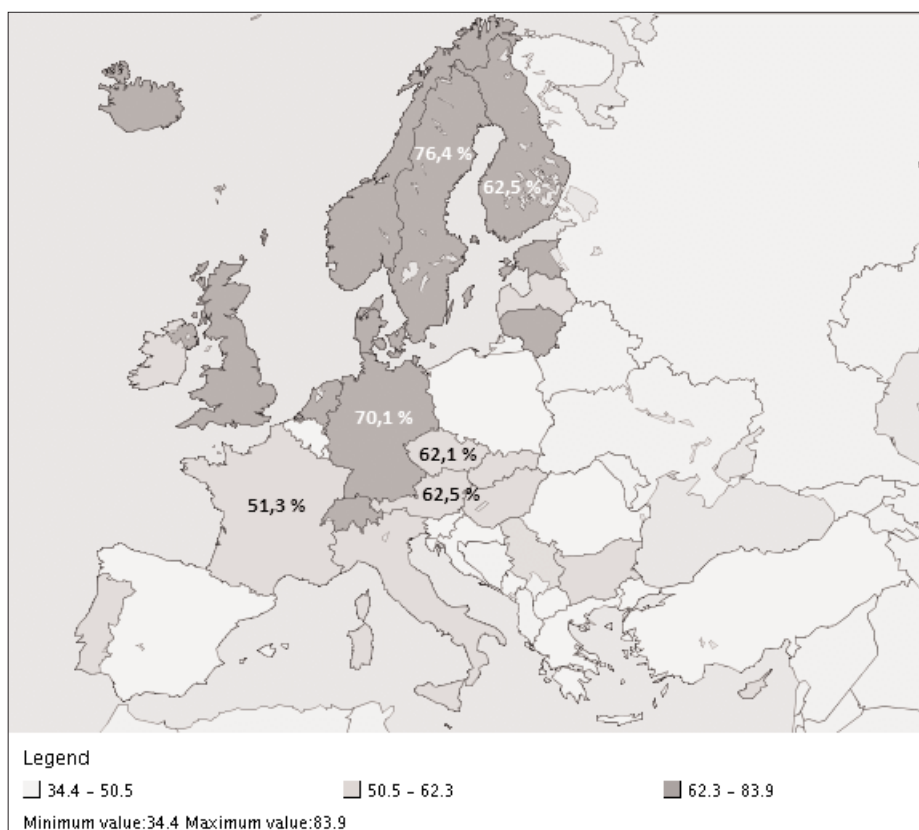 76,4 %
62,5 %
70,1 %
62,1 %
62,5 %
51,3 %
Legend
34.4 – 50.5
50.5 – 62.3
62.3 – 83.9
Minimum value:34.4 Maximum value:83.9